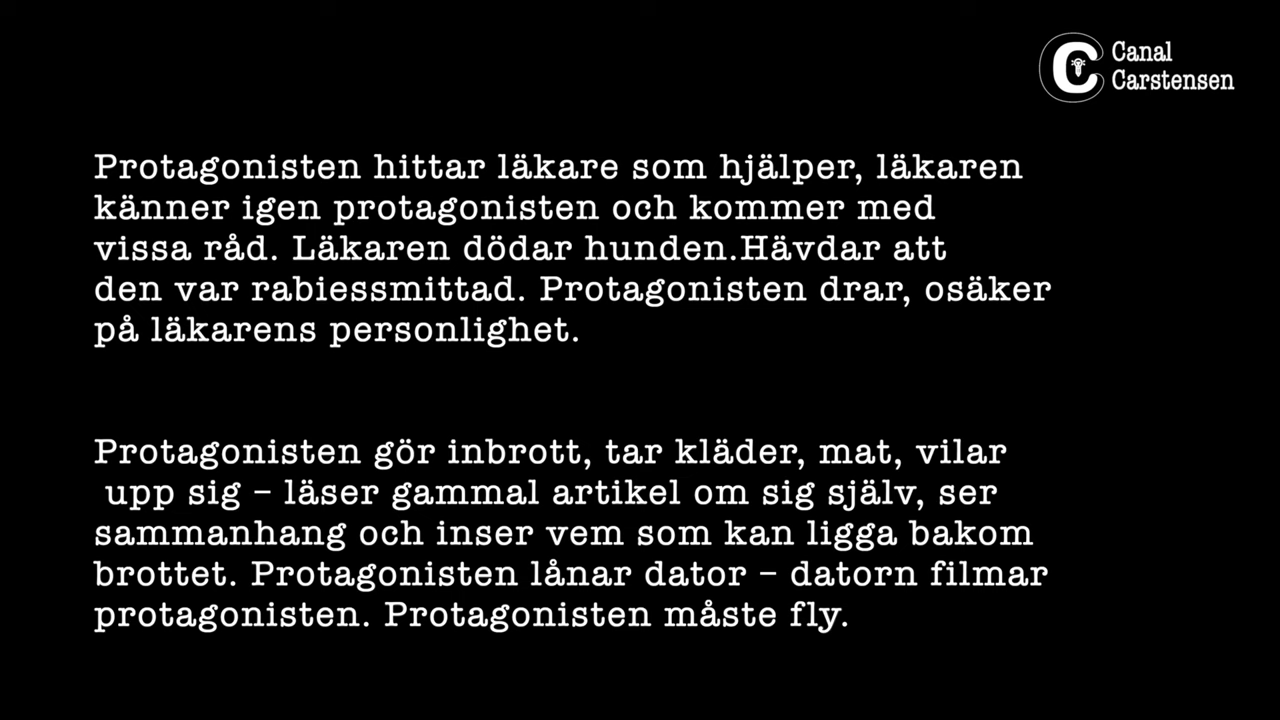 Canal
Carstensen
Protagonisten hittar läkare som hjälper, läkaren
känner igen protagonisten och kommer med
vissa råd. Läkaren dödar hunden.Hävdar att
den var rabiessmittad. Protagonisten drar, osäker
på läkarens personlighet.
Protagonisten gör inbrott, tar kläder, mat, vilar
upp sig – läser gammal artikel om sig själv, ser
sammanhang och inser vem som kan ligga bakom
brottet. Protagonisten lånar dator – datorn filmar
protagonisten. Protagonisten måste fly.